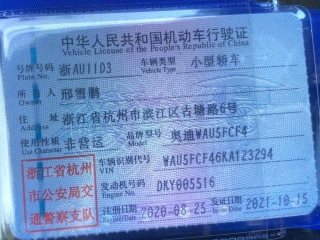 中华人民共和国机动车行驶证
Vehicle License of the People's Republic of China
号牌号码 浙AU11D3 车辆类型 小型轿车
Plate No. Vehicle Type
所有人 邢雪鹏
Owner
住址 浙江省杭州市滨江区古塘路6号
Address
使用性质 非营运 品牌型号 奥迪WAU5FCF4
Use Character Model
浙江省杭州市公安局交通警察支队
车辆识别代号 WAU5FCF46KA123294
VIN
发动机号码 DKY005516
Engine No.
注册日期 2020-08-25 发证日期 2021-10-15
Register Date Issue Date